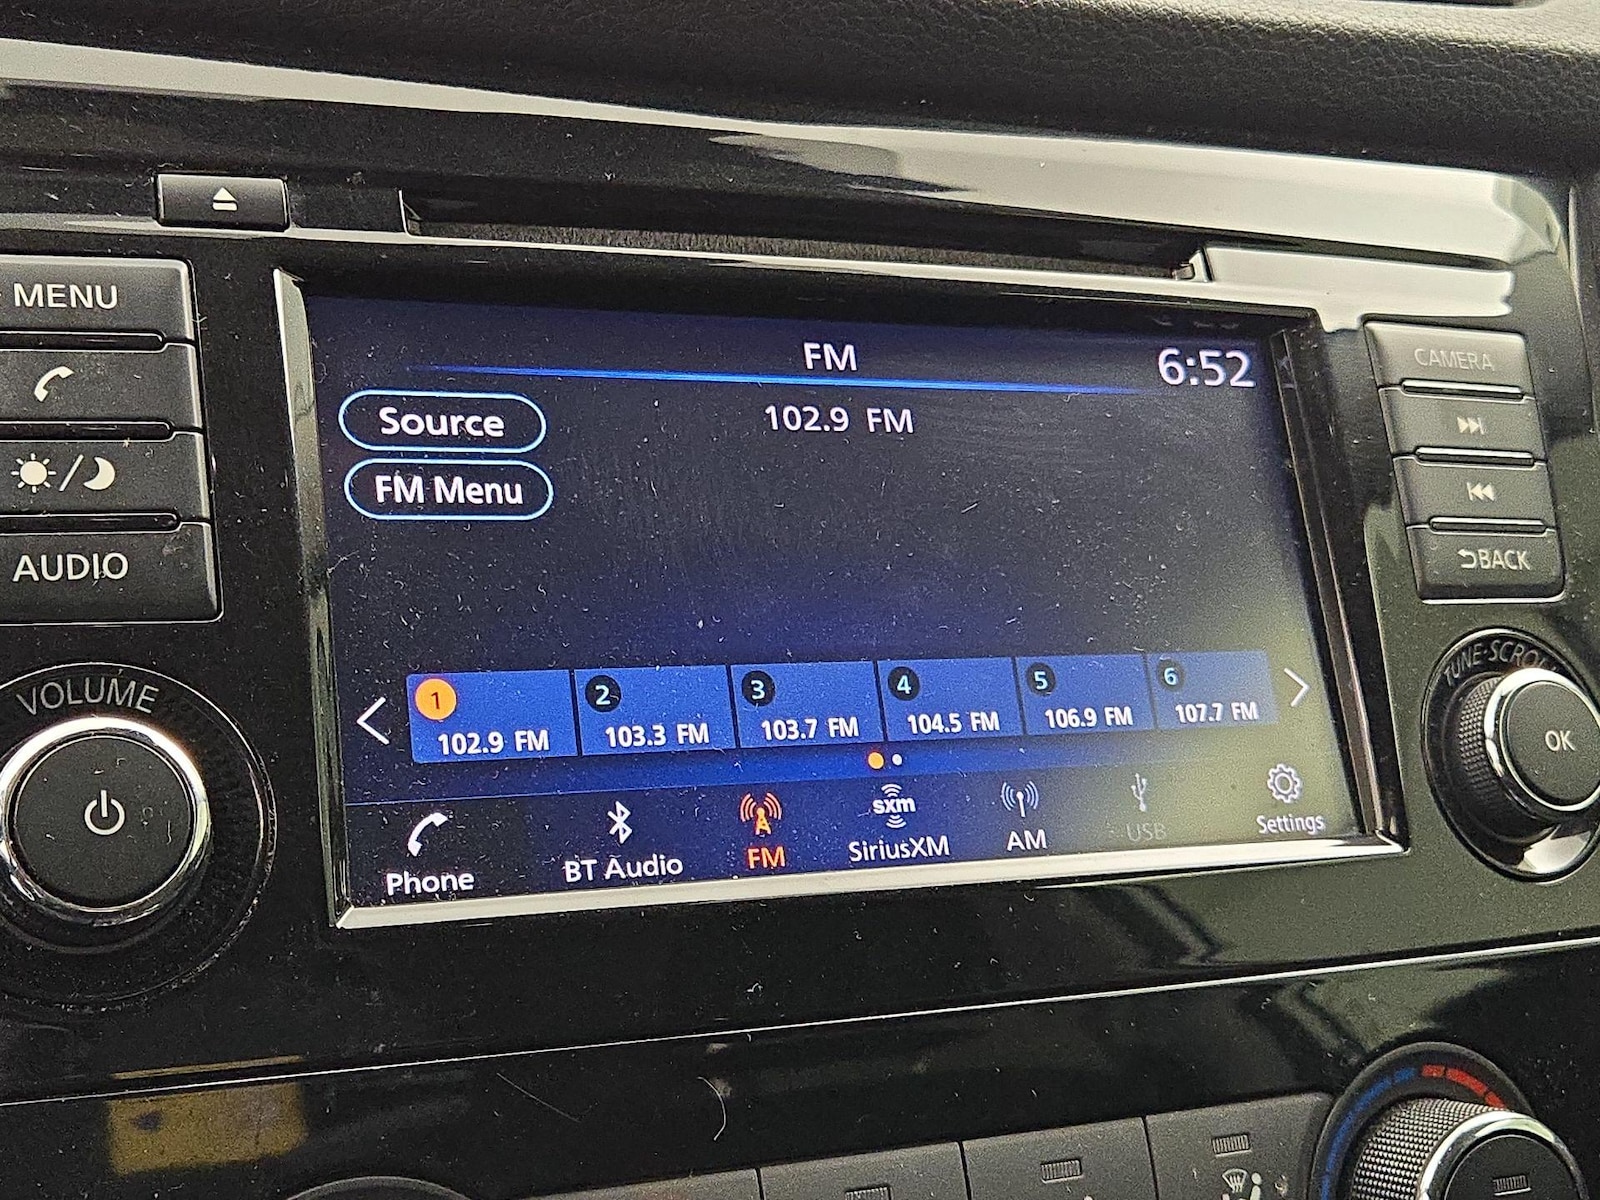 MENU
AUDIO
VOLUME
FM
6:52
Source
102.9 FM
FM Menu
1
102.9 FM
2
103.3 FM
3
103.7 FM
4
104.5 FM
5
106.9 FM
6
107.7 FM
Phone
BT Audio
FM
sxm
SiriusXM
AM
USB
Settings
CAMERA
BACK
TUNE·SCROLL
OK